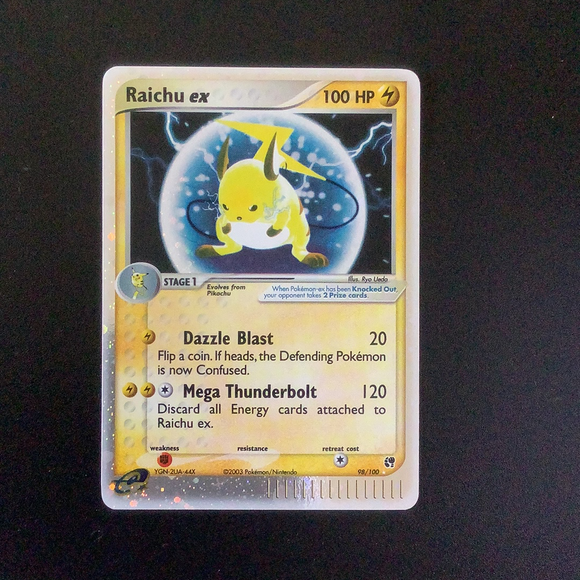 Raichu ex 100 HP
Illus. Ryo Ueda
STAGE 1
Evolves from
Pikachu
When Pokémon-ex has been Knocked Out,
your opponent takes 2 Prize cards.
Dazzle Blast 20
Flip a coin. If heads, the Defending Pokémon
is now Confused.
Mega Thunderbolt 120
Discard all Energy cards attached to
Raichu ex.
weakness resistance retreat cost
YGN-2UA-44X ©2003 Pokémon/Nintendo 98/100